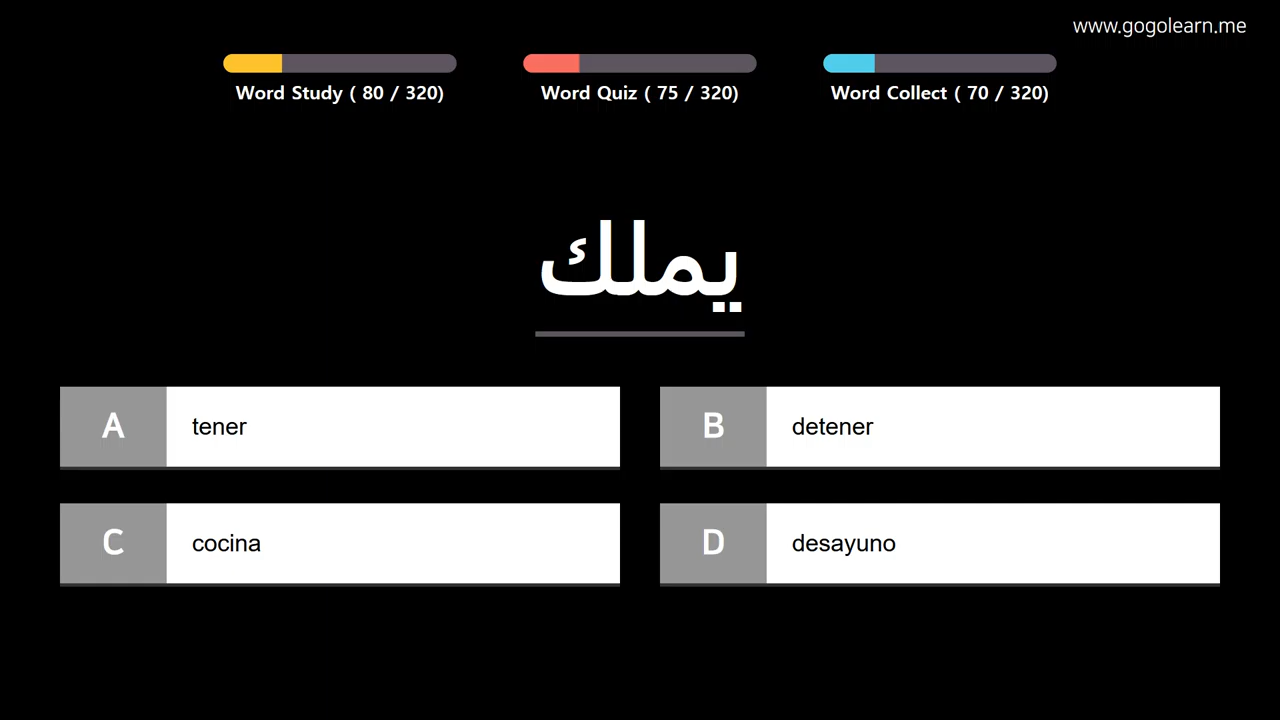 www.gogolearn.me
Word Study ( 80 / 320)
Word Quiz ( 75 / 320)
Word Collect ( 70 / 320)
يملك
A tener
B detener
C cocina
D desayuno